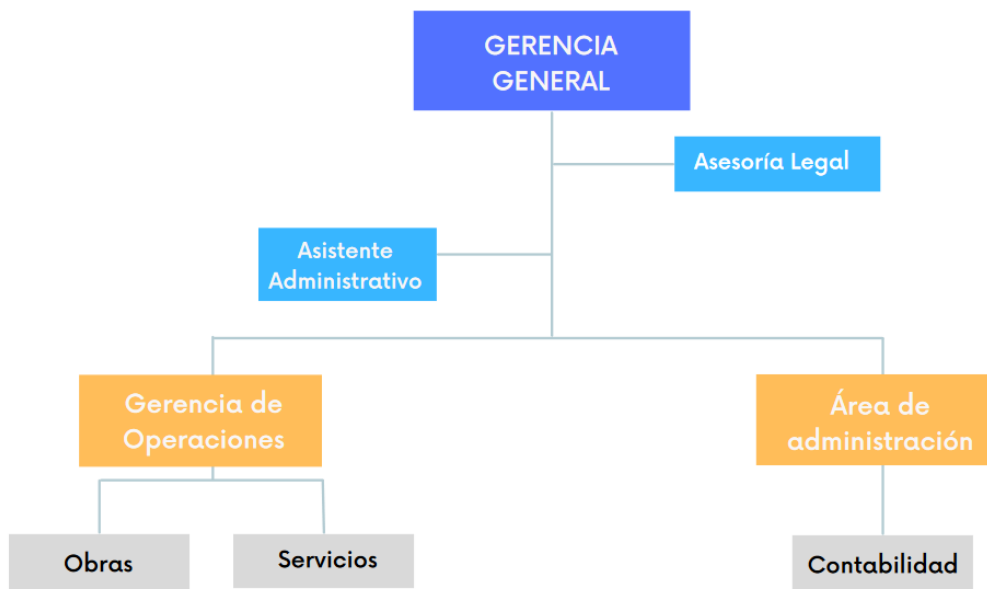 GERENCIA
GENERAL
Asesoría Legal
Asistente
Administrativo
Gerencia de
Operaciones
Área de
administración
Obras
Servicios
Contabilidad